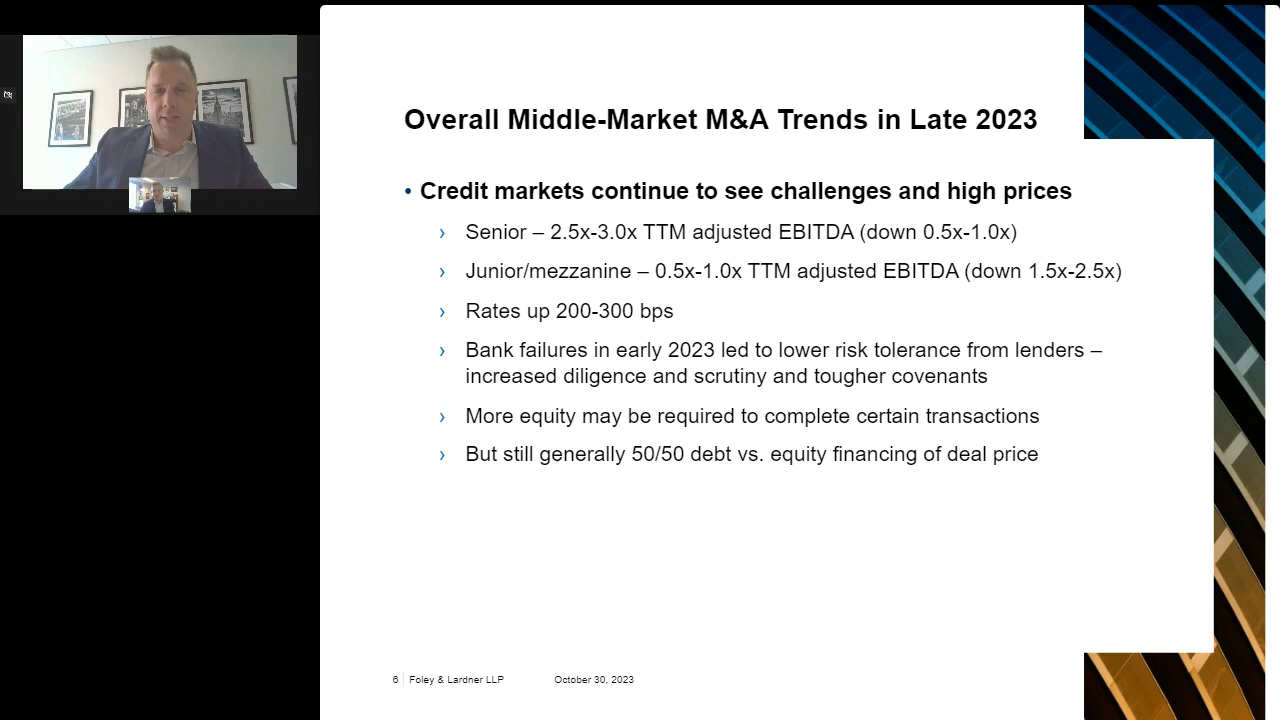 Overall Middle-Market M&A Trends in Late 2023
• Credit markets continue to see challenges and high prices
› Senior – 2.5x-3.0x TTM adjusted EBITDA (down 0.5x-1.0x)
› Junior/mezzanine – 0.5x-1.0x TTM adjusted EBITDA (down 1.5x-2.5x)
› Rates up 200-300 bps
› Bank failures in early 2023 led to lower risk tolerance from lenders –
increased diligence and scrutiny and tougher covenants
› More equity may be required to complete certain transactions
› But still generally 50/50 debt vs. equity financing of deal price
6 Foley & Lardner LLP October 30, 2023